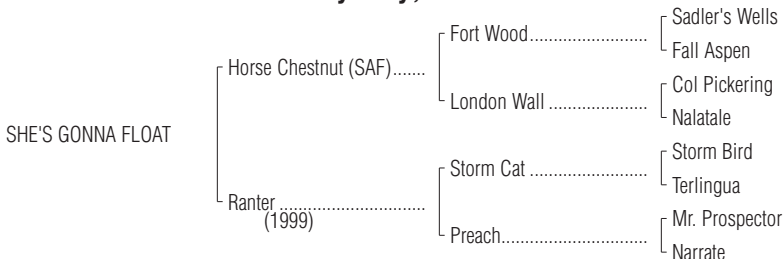 Sadler's Wells
Fort Wood..............................
Fall Aspen
Horse Chestnut (SAF).......
Col Pickering
London Wall .........................
Nalatale
SHE'S GONNA FLOAT
Storm Bird
Storm Cat ..............................
Terlingua
Ranter ...................................
(1999)
Mr. Prospector
Preach.....................................
Narrate